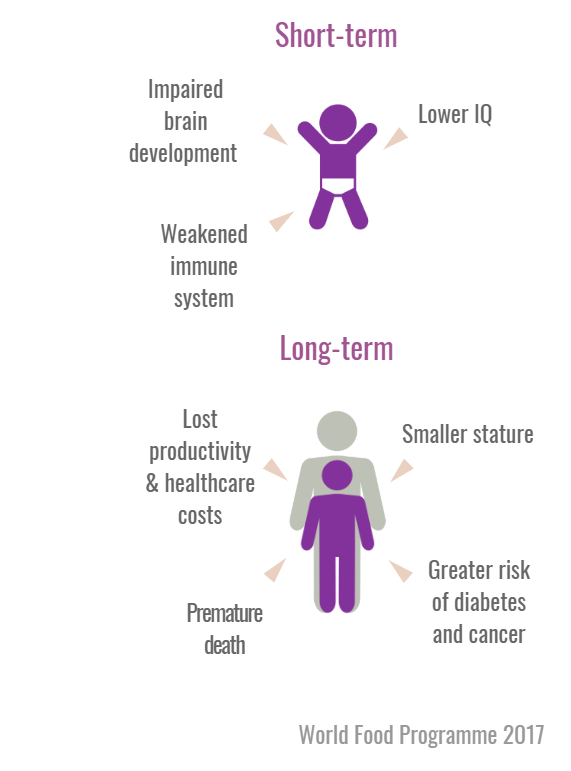 Short-term
Impaired
brain
development
Lower IQ
Weakened
immune
system
Long-term
Lost
productivity
& healthcare
costs
Smaller stature
Premature
death
Greater risk
of diabetes
and cancer
World Food Programme 2017